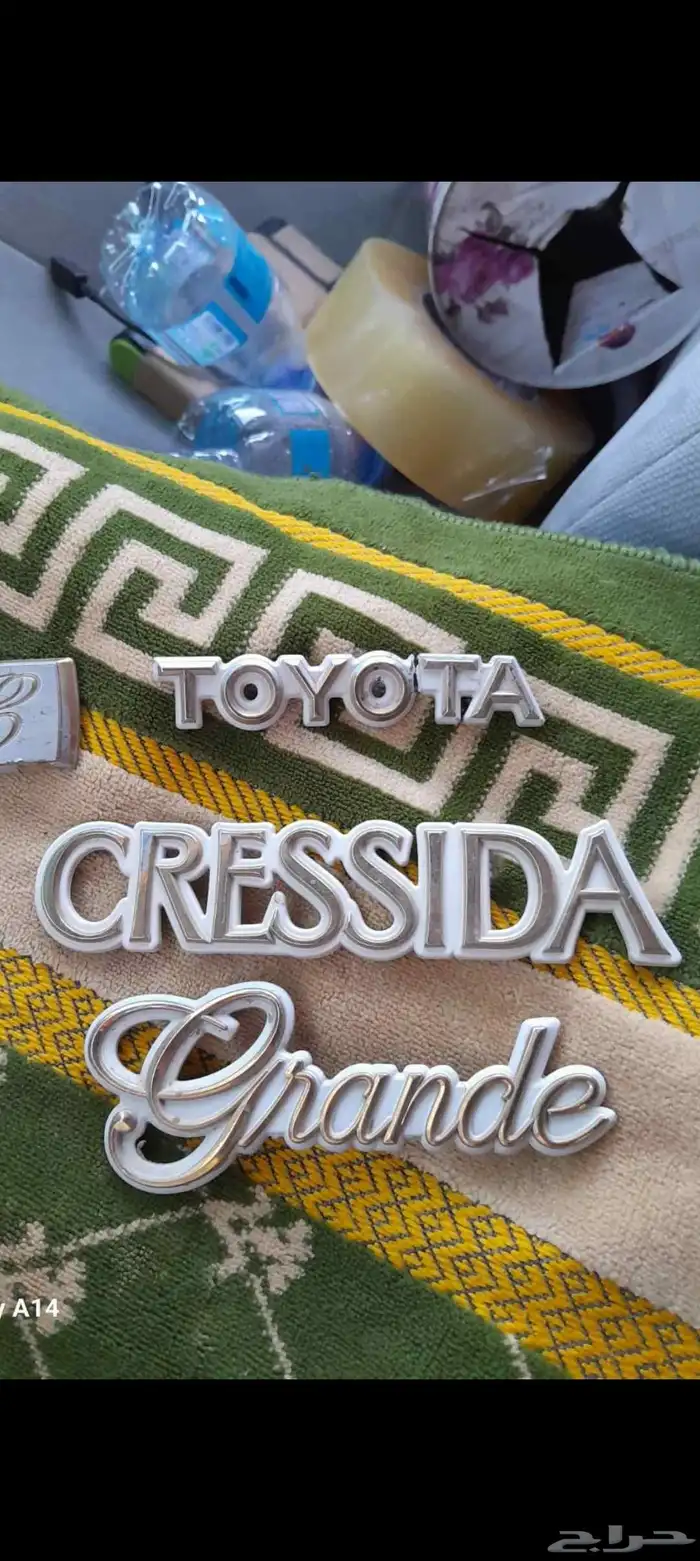 TOYOTA
CRESSIDA
Grande
y A14
حراج